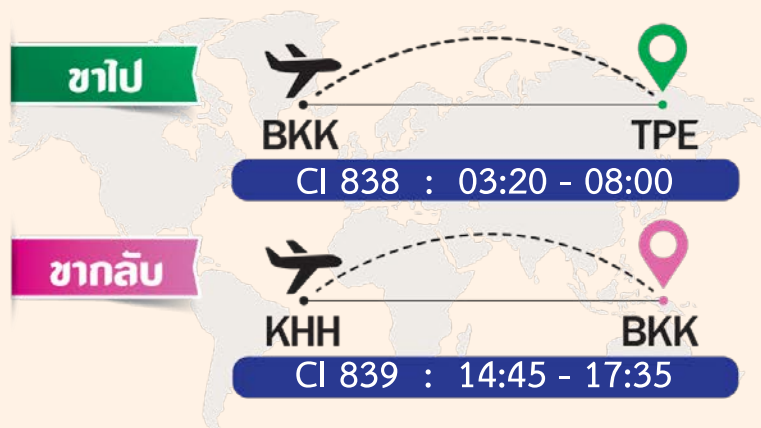 ขาไป
BKK TPE
CI 838 : 03:20 - 08:00
ขากลับ
KHH BKK
CI 839 : 14:45 - 17:35